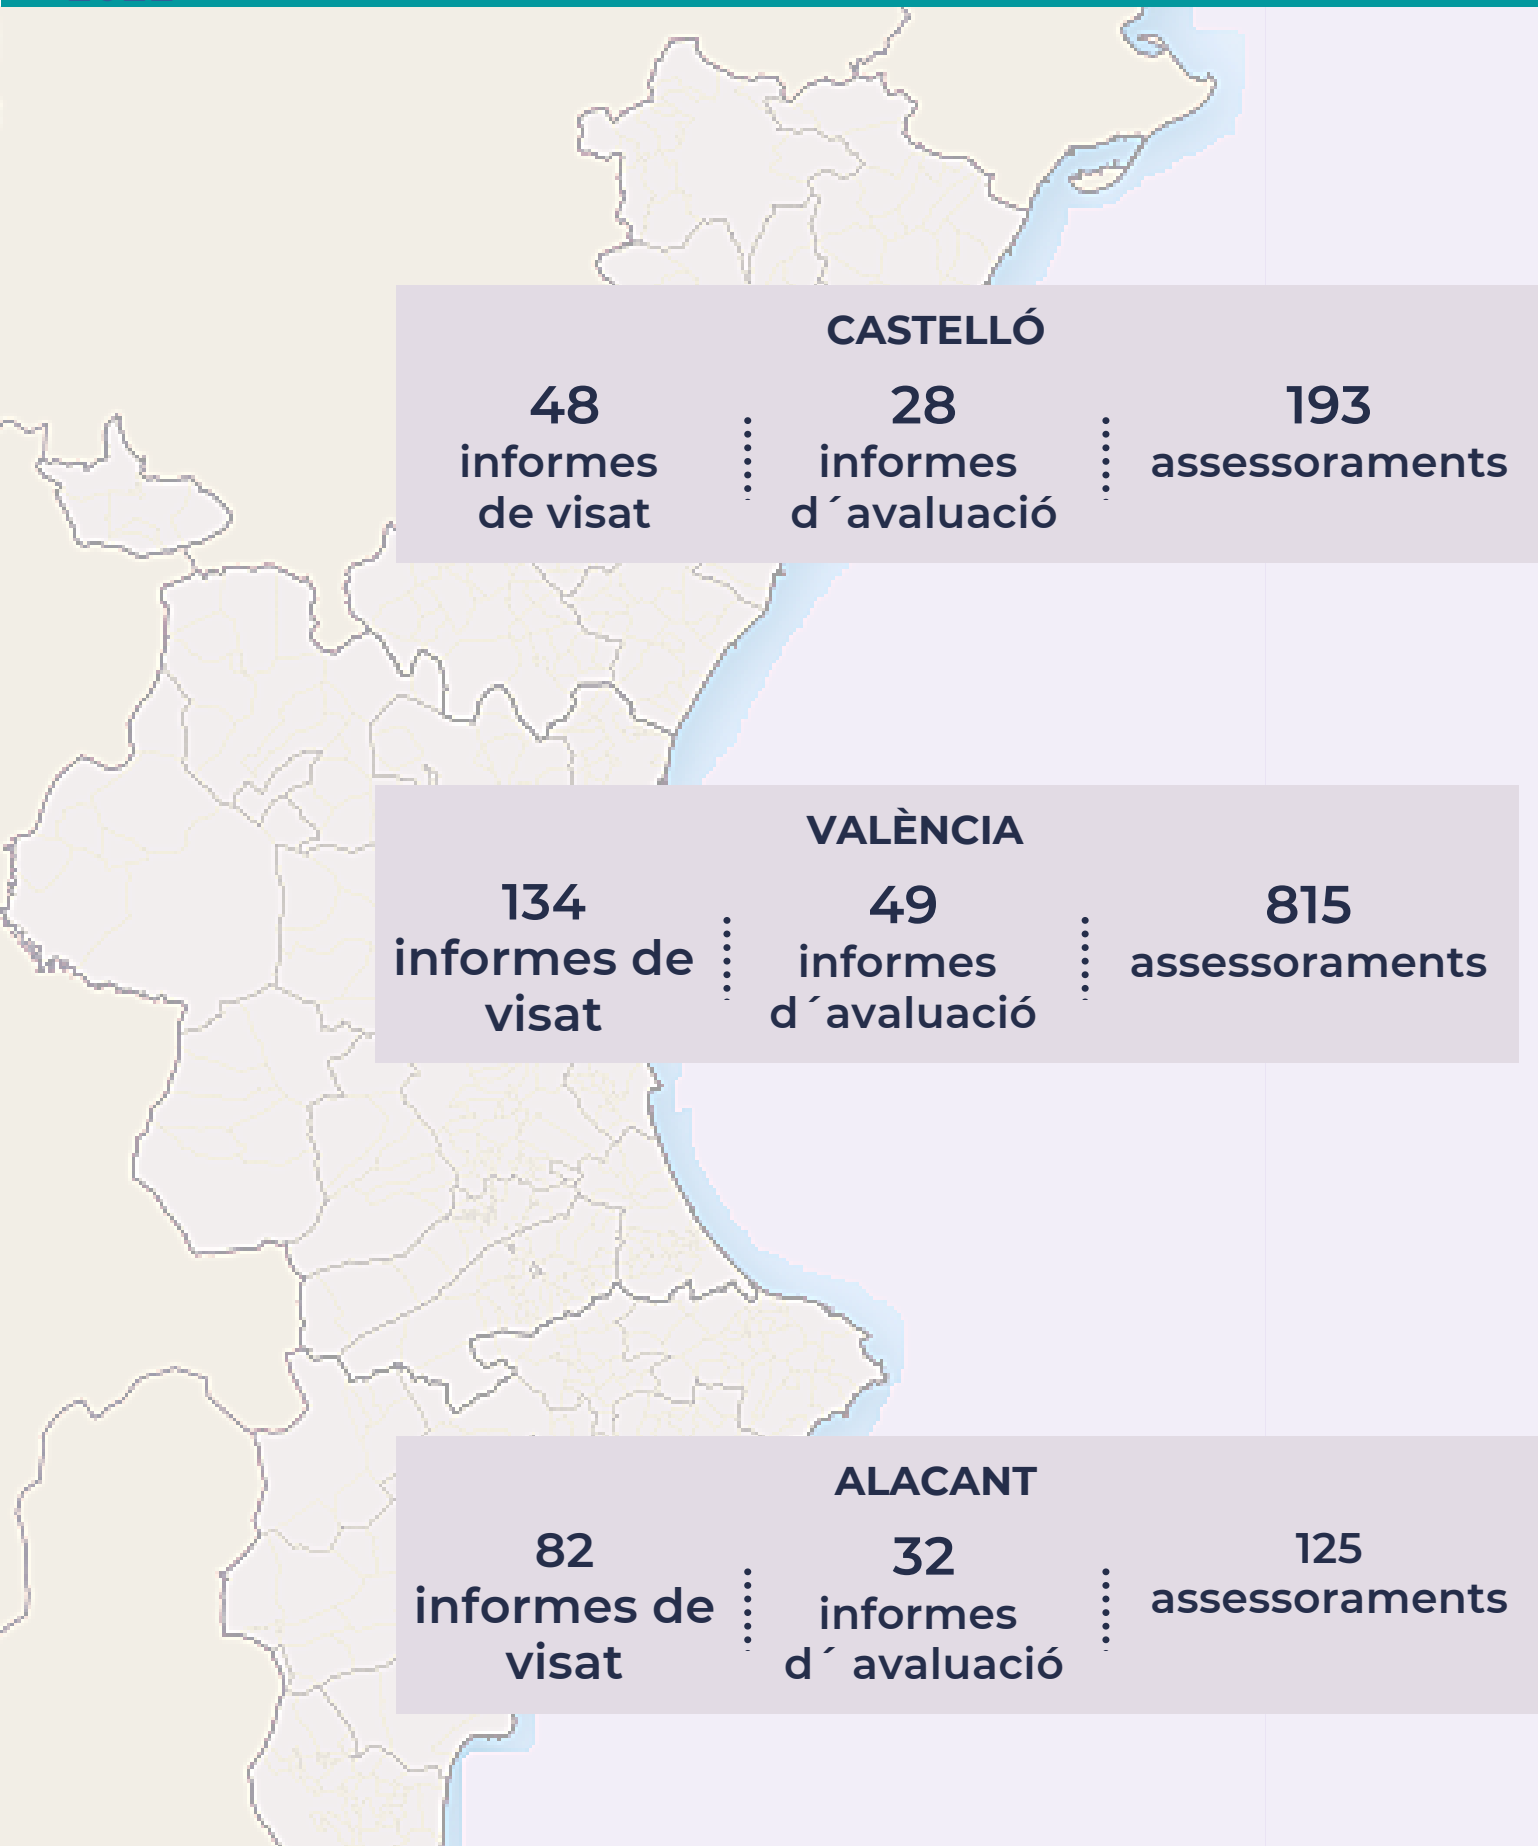 CASTELLÓ
48
informes
de visat
28
informes
d´avaluació
193
assessoraments
VALÈNCIA
134
informes de
visat
49
informes
d´avaluació
815
assessoraments
ALACANT
82
informes de
visat
32
informes
d´ avaluació
125
assessoraments